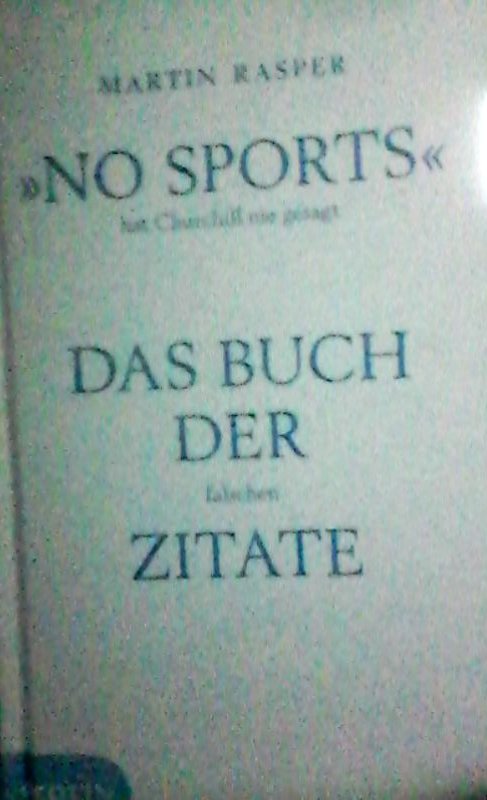 MARTIN RASPER
»NO SPORTS«
hat Churchill nie gesagt
DAS BUCH
DER
falschen
ZITATE